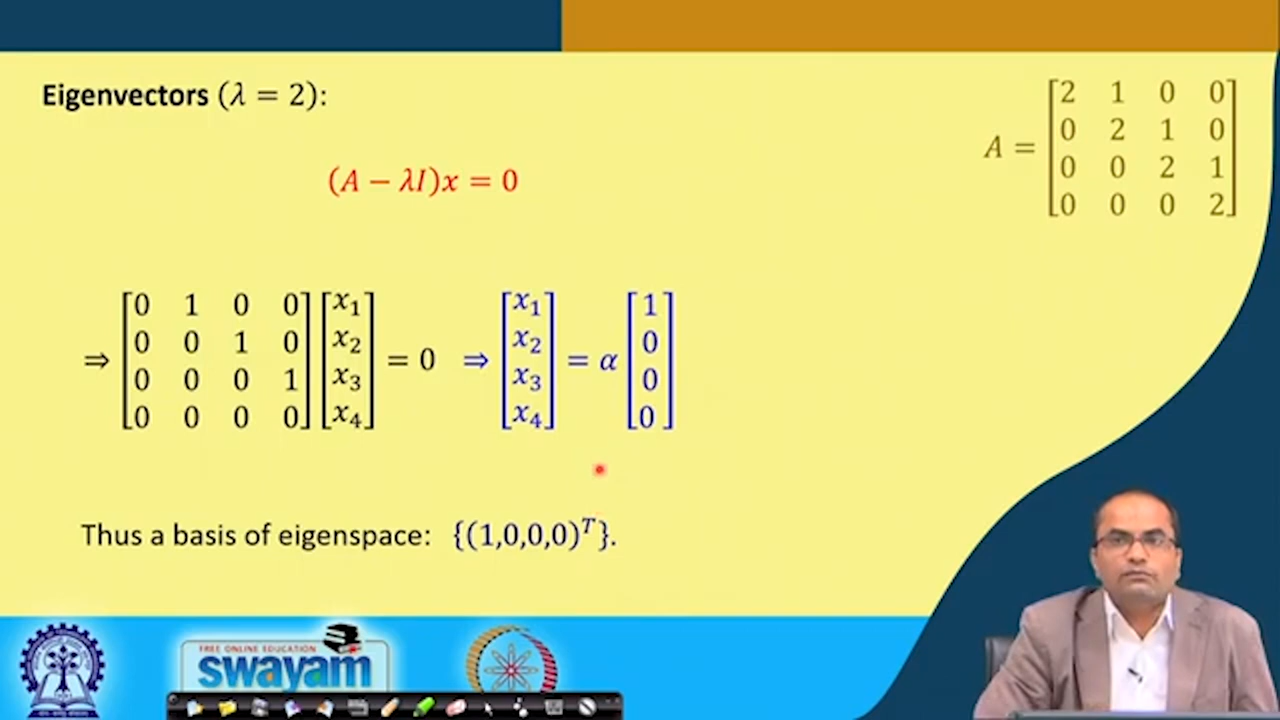 Eigenvectors (λ = 2):
A = [2 1 0 0
0 2 1 0
0 0 2 1
0 0 0 2]
(A − λI)x = 0
⇒ [0 1 0 0
0 0 1 0
0 0 0 1
0 0 0 0] [x₁
x₂
x₃
x₄] = 0 ⇒ [x₁
x₂
x₃
x₄] = α [1
0
0
0]
Thus a basis of eigenspace: {(1,0,0,0)ᵀ}.
FREE ONLINE EDUCATION
swayam